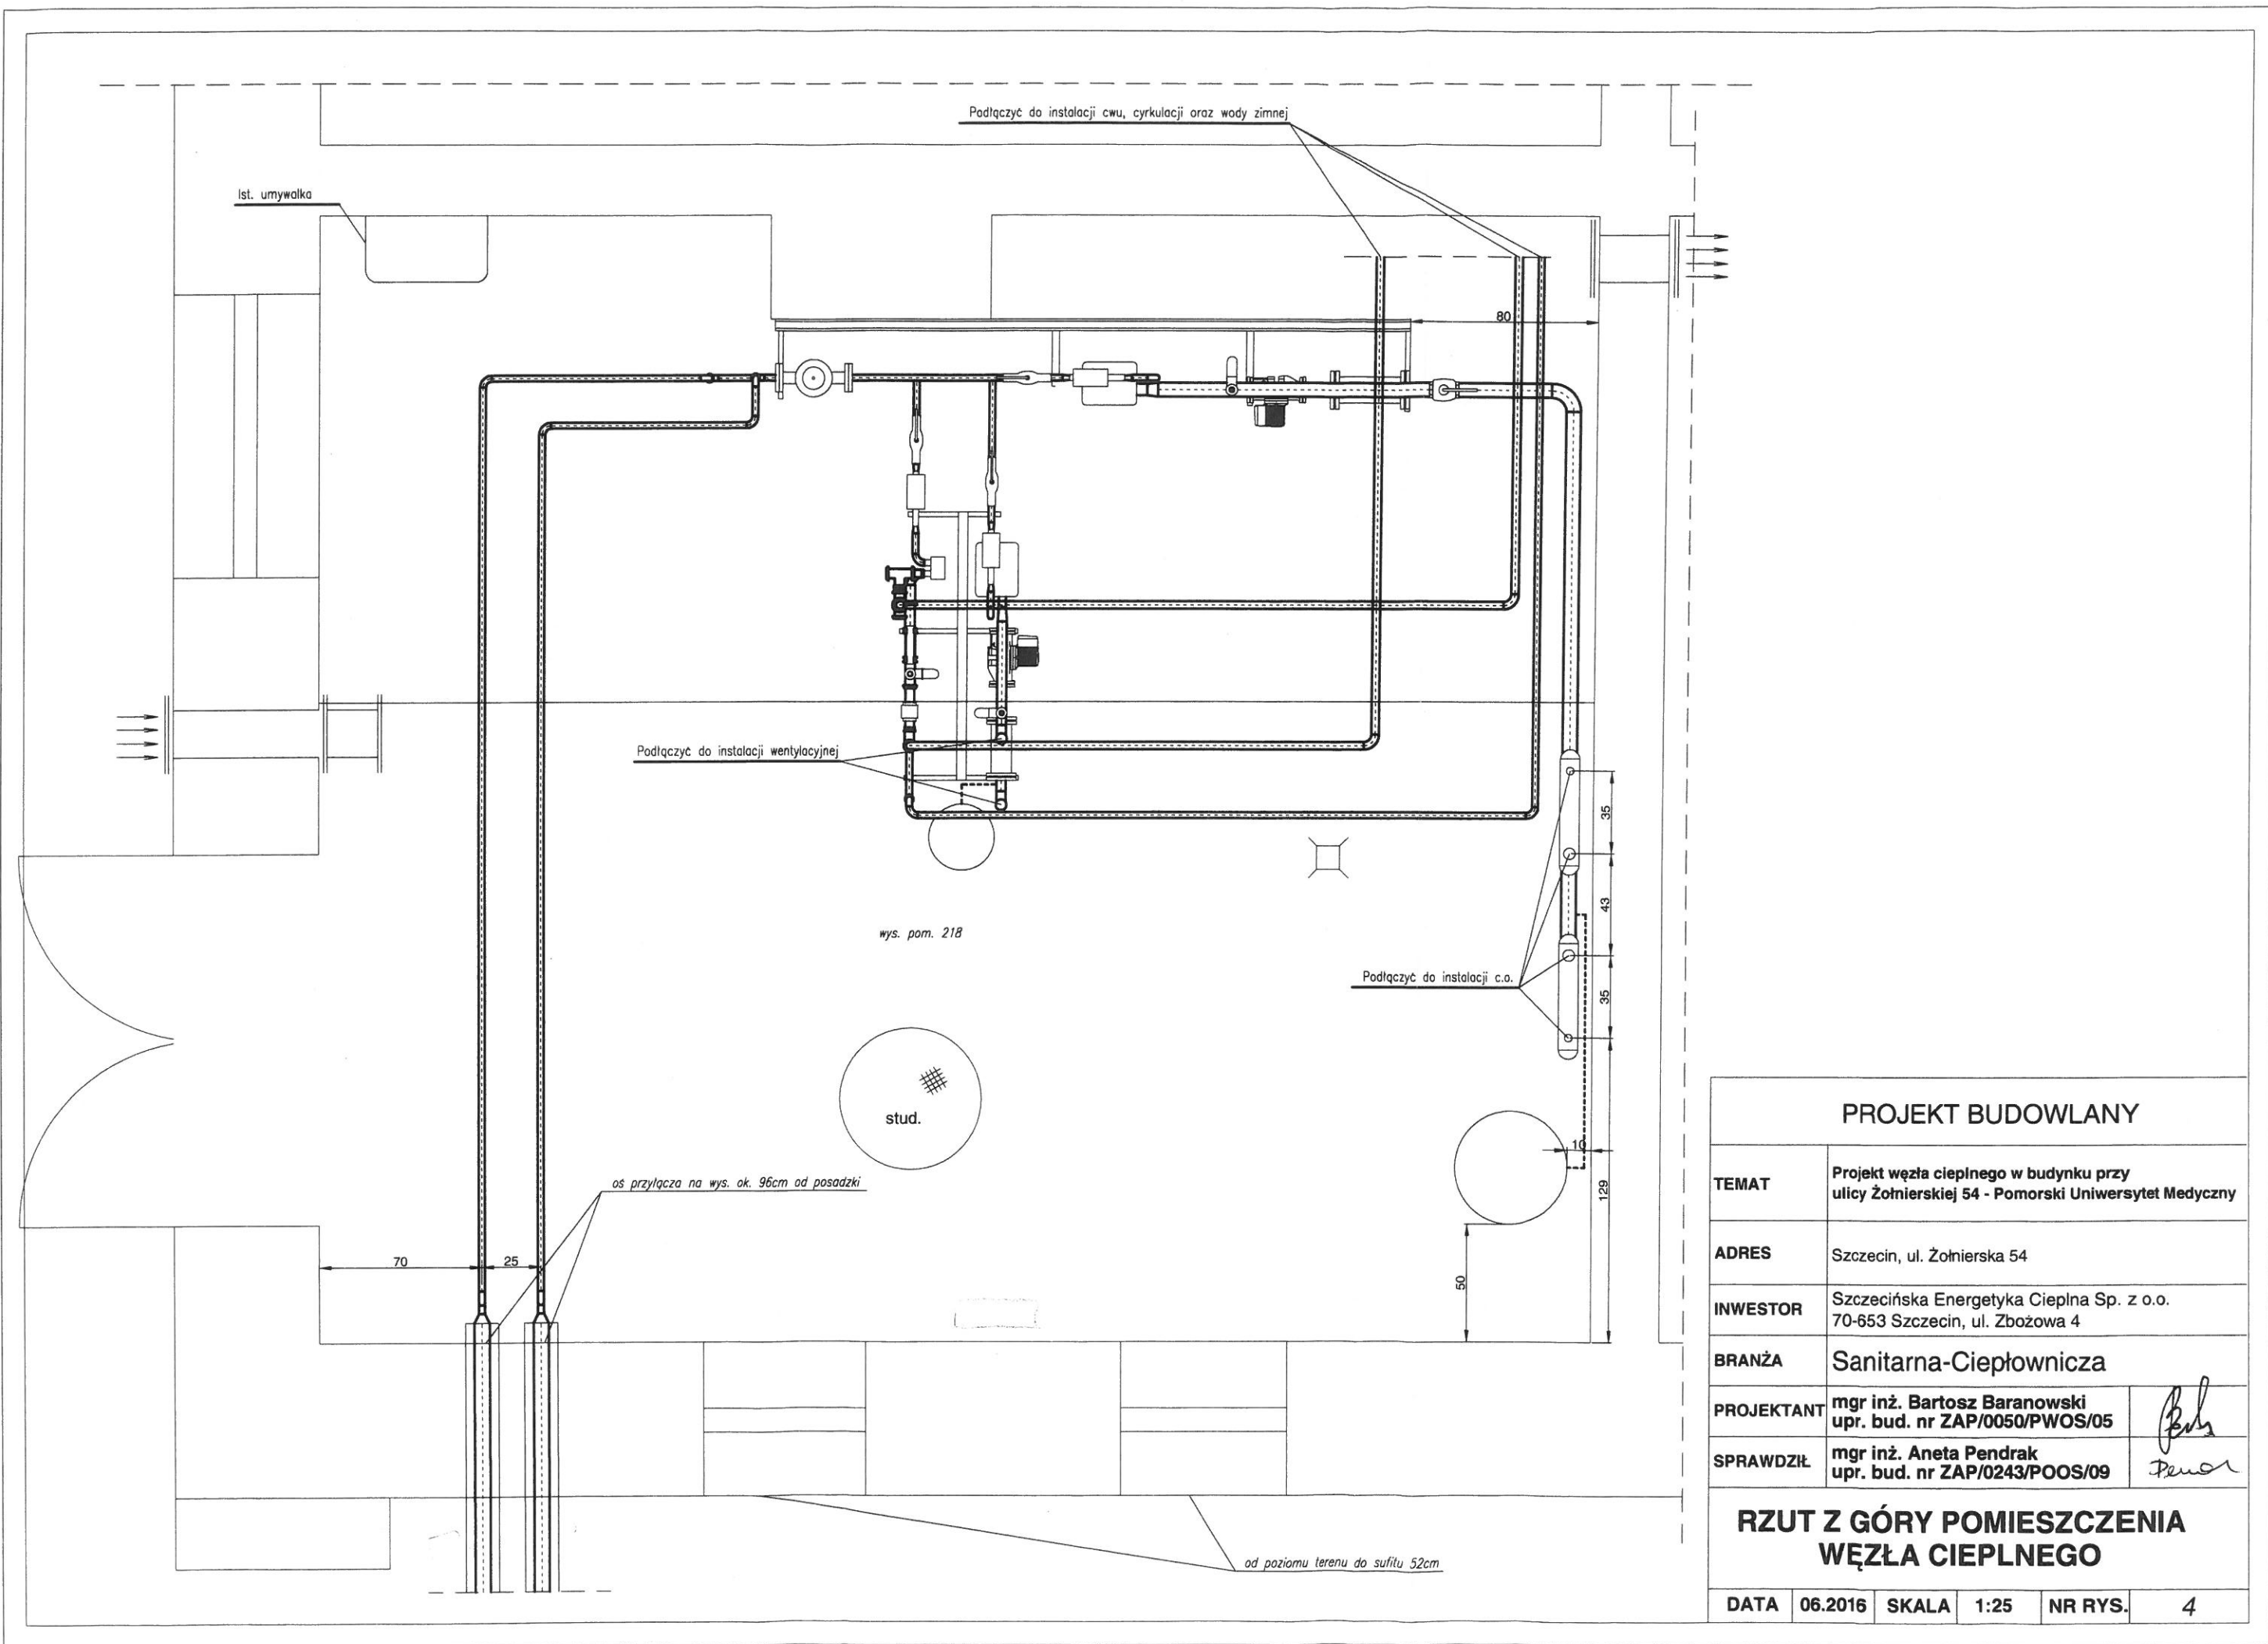 Podłączyć do instalacji cwu, cyrkulacji oraz wody zimnej
Ist. umywalka
80
Podłączyć do instalacji wentylacyjnej
35
43
wys. pom. 218
Podłączyć do instalacji c.o.
35
stud.
10
oś przyłącza na wys. ok. 96cm od posadzki
129
70
25
50
od poziomu terenu do sufitu 52cm
PROJEKT BUDOWLANY
TEMAT
Projekt węzła cieplnego w budynku przy
ulicy Żołnierskiej 54 - Pomorski Uniwersytet Medyczny
ADRES
Szczecin, ul. Żołnierska 54
INWESTOR
Szczecińska Energetyka Cieplna Sp. z o.o.
70-653 Szczecin, ul. Zbożowa 4
BRANŻA
Sanitarna-Ciepłownicza
PROJEKTANT
mgr inż. Bartosz Baranowski
upr. bud. nr ZAP/0050/PWOS/05
SPRAWDZIŁ
mgr inż. Aneta Pendrak
upr. bud. nr ZAP/0243/POOS/09
RZUT Z GÓRY POMIESZCZENIA
WĘZŁA CIEPLNEGO
DATA 06.2016 SKALA 1:25 NR RYS. 4